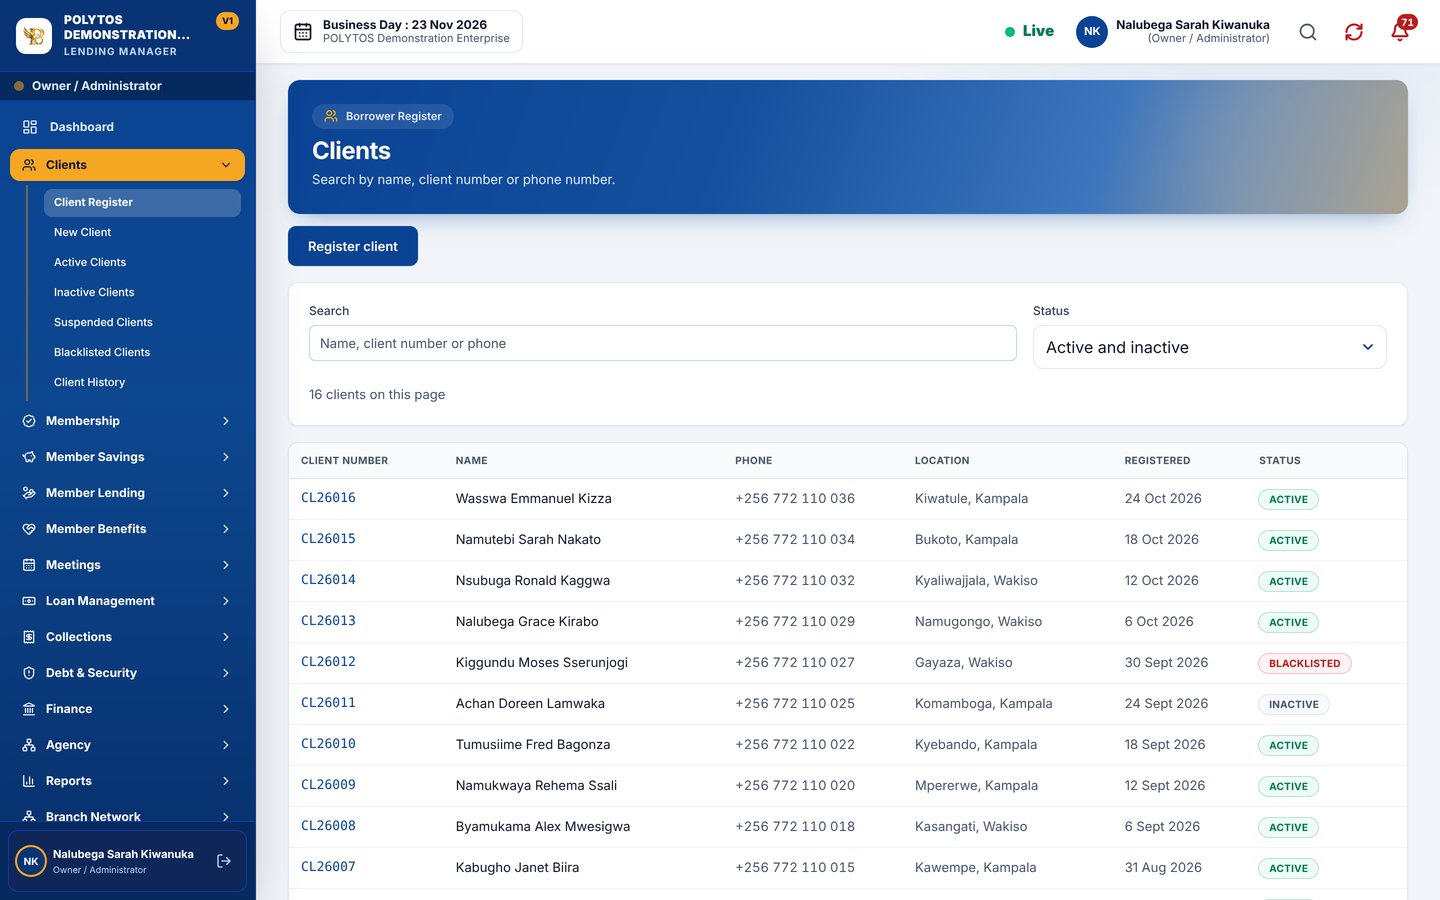 POLYTOS
DEMONSTRATION...
LENDING MANAGER
V1
Owner / Administrator
Dashboard
Clients
Client Register
New Client
Active Clients
Inactive Clients
Suspended Clients
Blacklisted Clients
Client History
Membership
Member Savings
Member Lending
Member Benefits
Meetings
Loan Management
Collections
Debt & Security
Finance
Agency
Reports
Branch Network
NK
Nalubega Sarah Kiwanuka
Owner / Administrator
Business Day : 23 Nov 2026
POLYTOS Demonstration Enterprise
Live
NK
Nalubega Sarah Kiwanuka
(Owner / Administrator)
71
Borrower Register
Clients
Search by name, client number or phone number.
Register client
Search
Name, client number or phone
Status
Active and inactive
16 clients on this page
CLIENT NUMBER NAME PHONE LOCATION REGISTERED STATUS
CL26016 Wasswa Emmanuel Kizza +256 772 110 036 Kiwatule, Kampala 24 Oct 2026 ACTIVE
CL26015 Namutebi Sarah Nakato +256 772 110 034 Bukoto, Kampala 18 Oct 2026 ACTIVE
CL26014 Nsubuga Ronald Kaggwa +256 772 110 032 Kyaliwajjala, Wakiso 12 Oct 2026 ACTIVE
CL26013 Nalubega Grace Kirabo +256 772 110 029 Namugongo, Wakiso 6 Oct 2026 ACTIVE
CL26012 Kiggundu Moses Sserunjogi +256 772 110 027 Gayaza, Wakiso 30 Sept 2026 BLACKLISTED
CL26011 Achan Doreen Lamwaka +256 772 110 025 Komamboga, Kampala 24 Sept 2026 INACTIVE
CL26010 Tumusiime Fred Bagonza +256 772 110 022 Kyebando, Kampala 18 Sept 2026 ACTIVE
CL26009 Namukwaya Rehema Ssali +256 772 110 020 Mpererwe, Kampala 12 Sept 2026 ACTIVE
CL26008 Byamukama Alex Mwesigwa +256 772 110 018 Kasangati, Wakiso 6 Sept 2026 ACTIVE
CL26007 Kabugho Janet Biira +256 772 110 015 Kawempe, Kampala 31 Aug 2026 ACTIVE